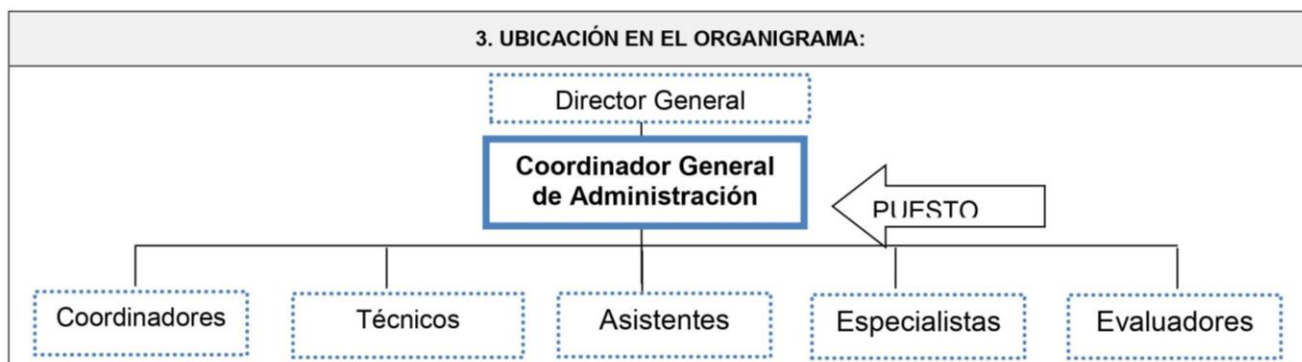 3. UBICACIÓN EN EL ORGANIGRAMA:
Director General
Coordinador General
de Administración
PUESTO
Coordinadores
Técnicos
Asistentes
Especialistas
Evaluadores